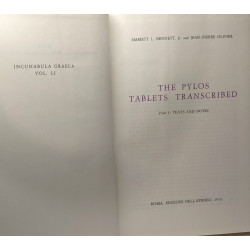 INCUNABULA GRAECA
VOL. LI
EMMETT L. BENNETT, Jr. AND JEAN-PIERRE OLIVIER
THE PYLOS
TABLETS TRANSCRIBED
Part I: TEXTS AND NOTES
ROMA, EDIZIONI DELL'ATENEO,